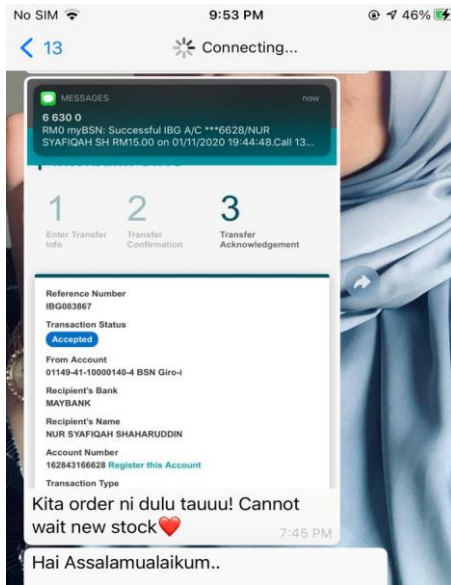 No SIM 9:53 PM 46%
13 Connecting...
MESSAGES now
6 630 0
RM0 myBSN: Successful IBG A/C ***6628/NUR
SYAFIQAH SH RM15.00 on 01/11/2020 19:44:48.Call 13...
1 2 3
Enter Transfer Info Transfer Confirmation Transfer Acknowledgement
Reference Number
IBG083867
Transaction Status
Accepted
From Account
01149-41-10000140-4 BSN Giro-i
Recipient's Bank
MAYBANK
Recipient's Name
NUR SYAFIQAH SHAHARUDDIN
Account Number
162843166628 Register this Account
Transaction Type
Kita order ni dulu tauuu! Cannot
wait new stock❤️
7:45 PM
Hai Assalamualaikum..